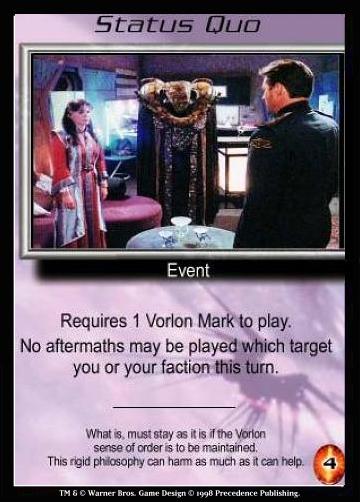 Status Quo
Event
Requires 1 Vorlon Mark to play.
No aftermaths may be played which target
you or your faction this turn.
What is, must stay as it is if the Vorlon
sense of order is to be maintained.
This rigid philosophy can harm as much as it can help.
4
TM & © Warner Bros. Game Design © 1998 Precedence Publishing.